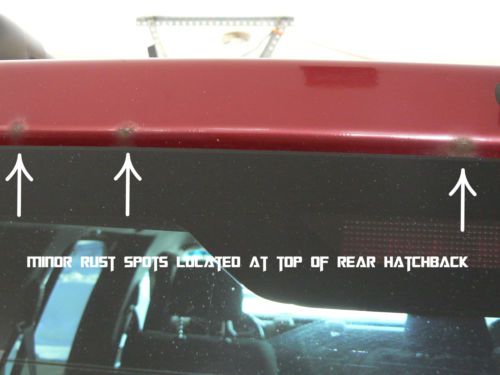 MINOR RUST SPOTS LOCATED AT TOP OF REAR HATCHBACK